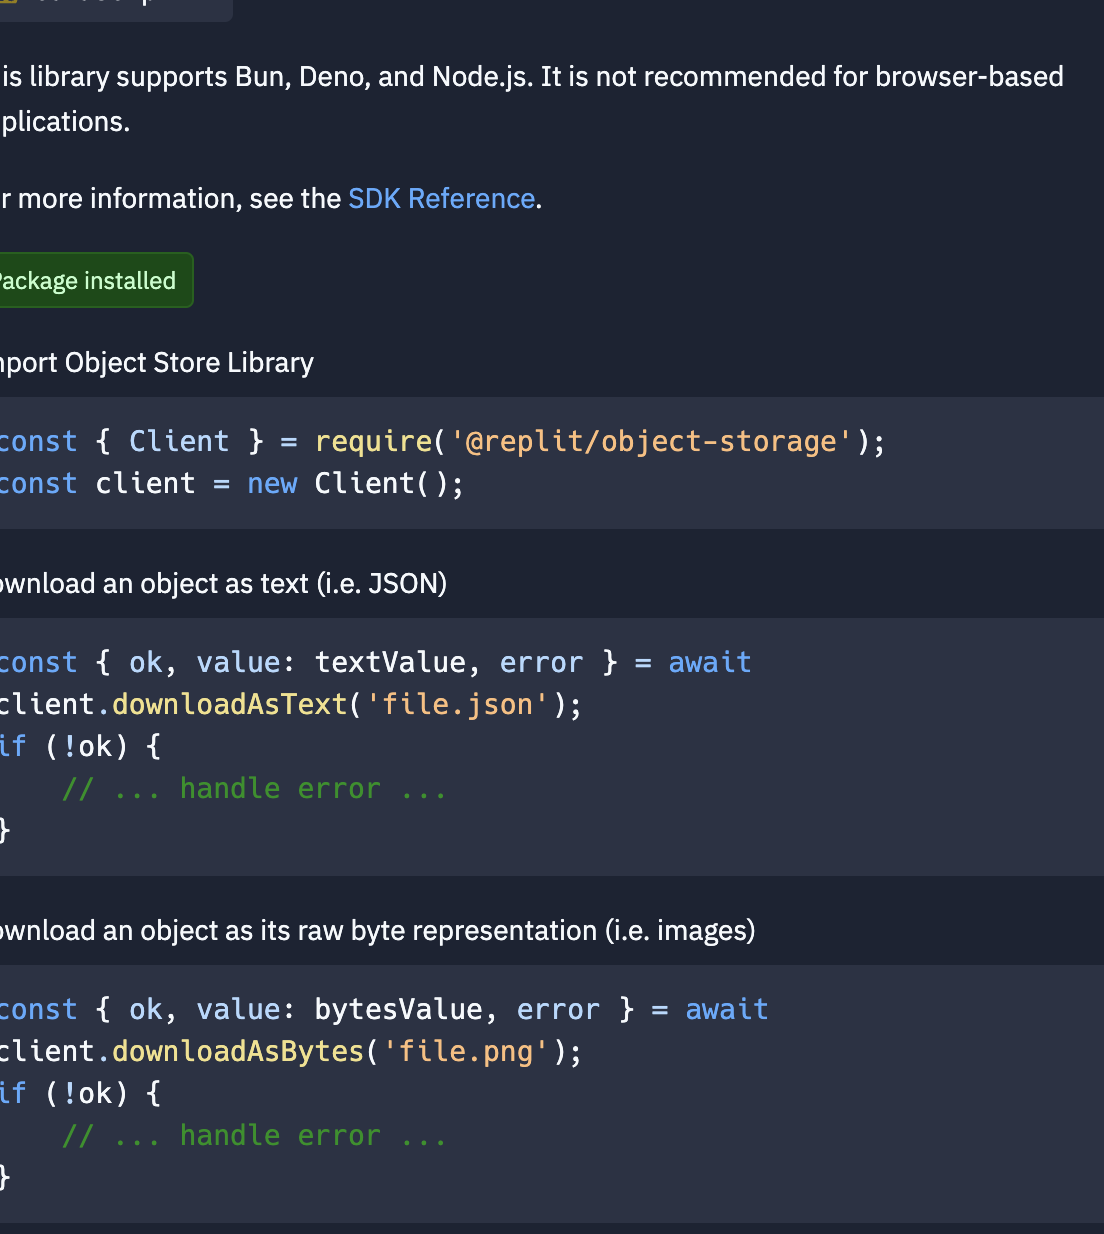 is library supports Bun, Deno, and Node.js. It is not recommended for browser-based
plications.
r more information, see the SDK Reference.
Package installed
mport Object Store Library
const { Client } = require('@replit/object-storage');
const client = new Client();
ownload an object as text (i.e. JSON)
const { ok, value: textValue, error } = await
client.downloadAsText('file.json');
if (!ok) {
    // ... handle error ...
}
ownload an object as its raw byte representation (i.e. images)
const { ok, value: bytesValue, error } = await
client.downloadAsBytes('file.png');
if (!ok) {
    // ... handle error ...
}